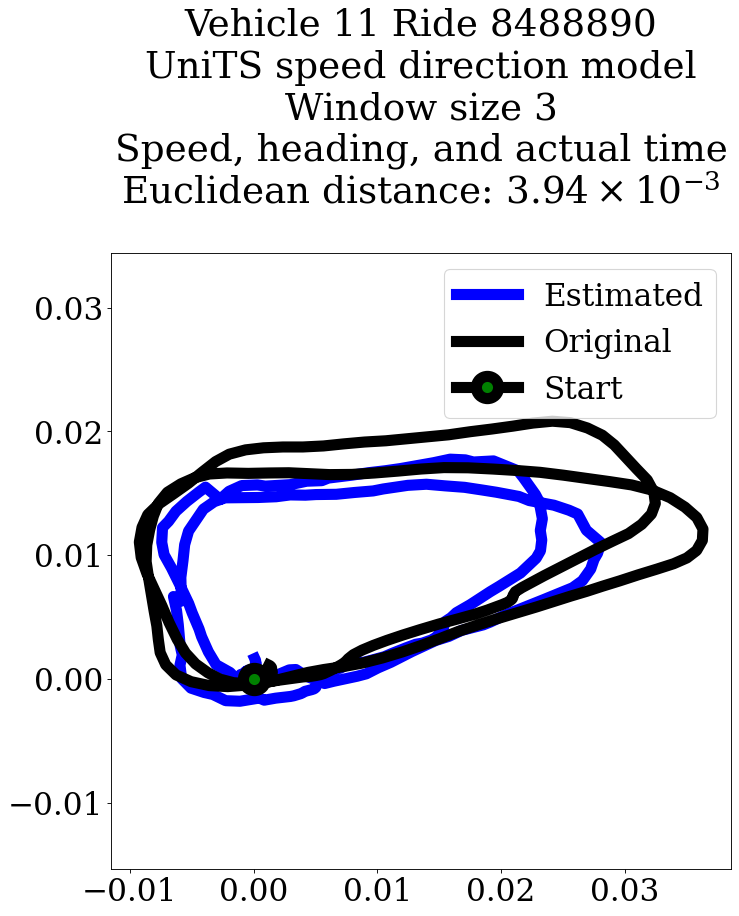 Vehicle 11 Ride 8488890
UniTS speed direction model
Window size 3
Speed, heading, and actual time
Euclidean distance: 3.94 × 10⁻³
Estimated
Original
Start
0.03
0.02
0.01
0.00
−0.01
−0.01 0.00 0.01 0.02 0.03